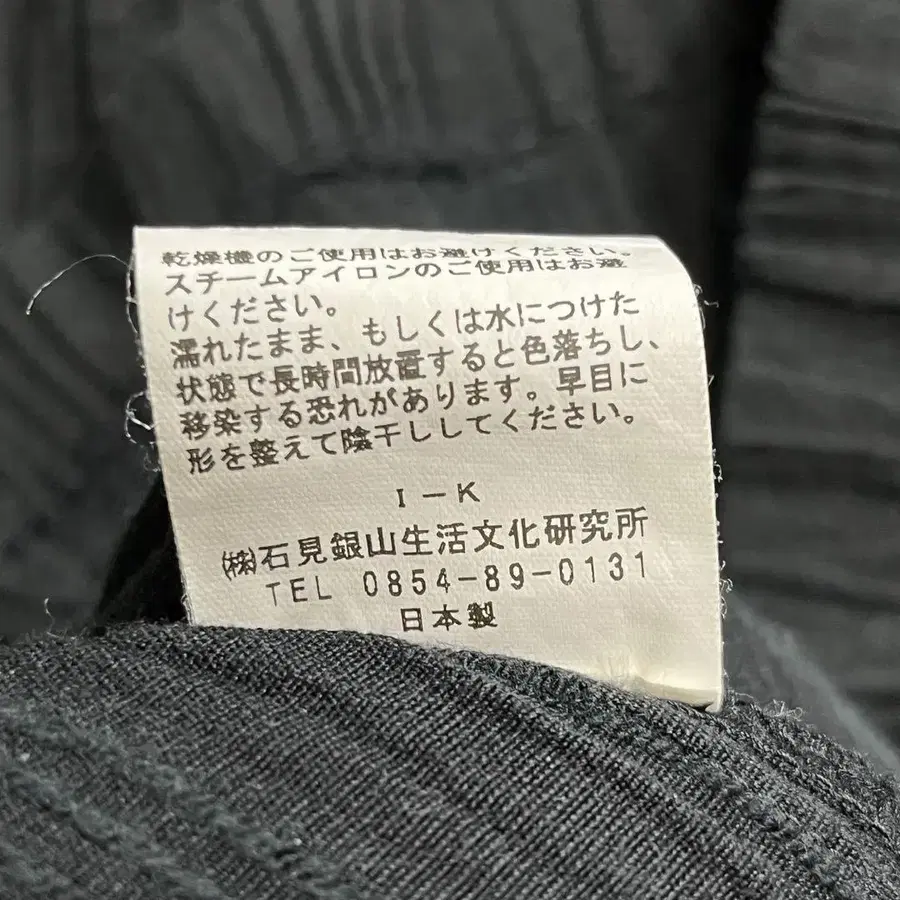 乾燥機のご使用はお避けください。
スチームアイロンのご使用はお避
けください。
濡れたまま、もしくは水につけた
状態で長時間放置すると色落ちし、
移染する恐れがあります。早目に
形を整えて陰干ししてください。
I－K
㈱石見銀山生活文化研究所
TEL 0854-89-0131
日本製